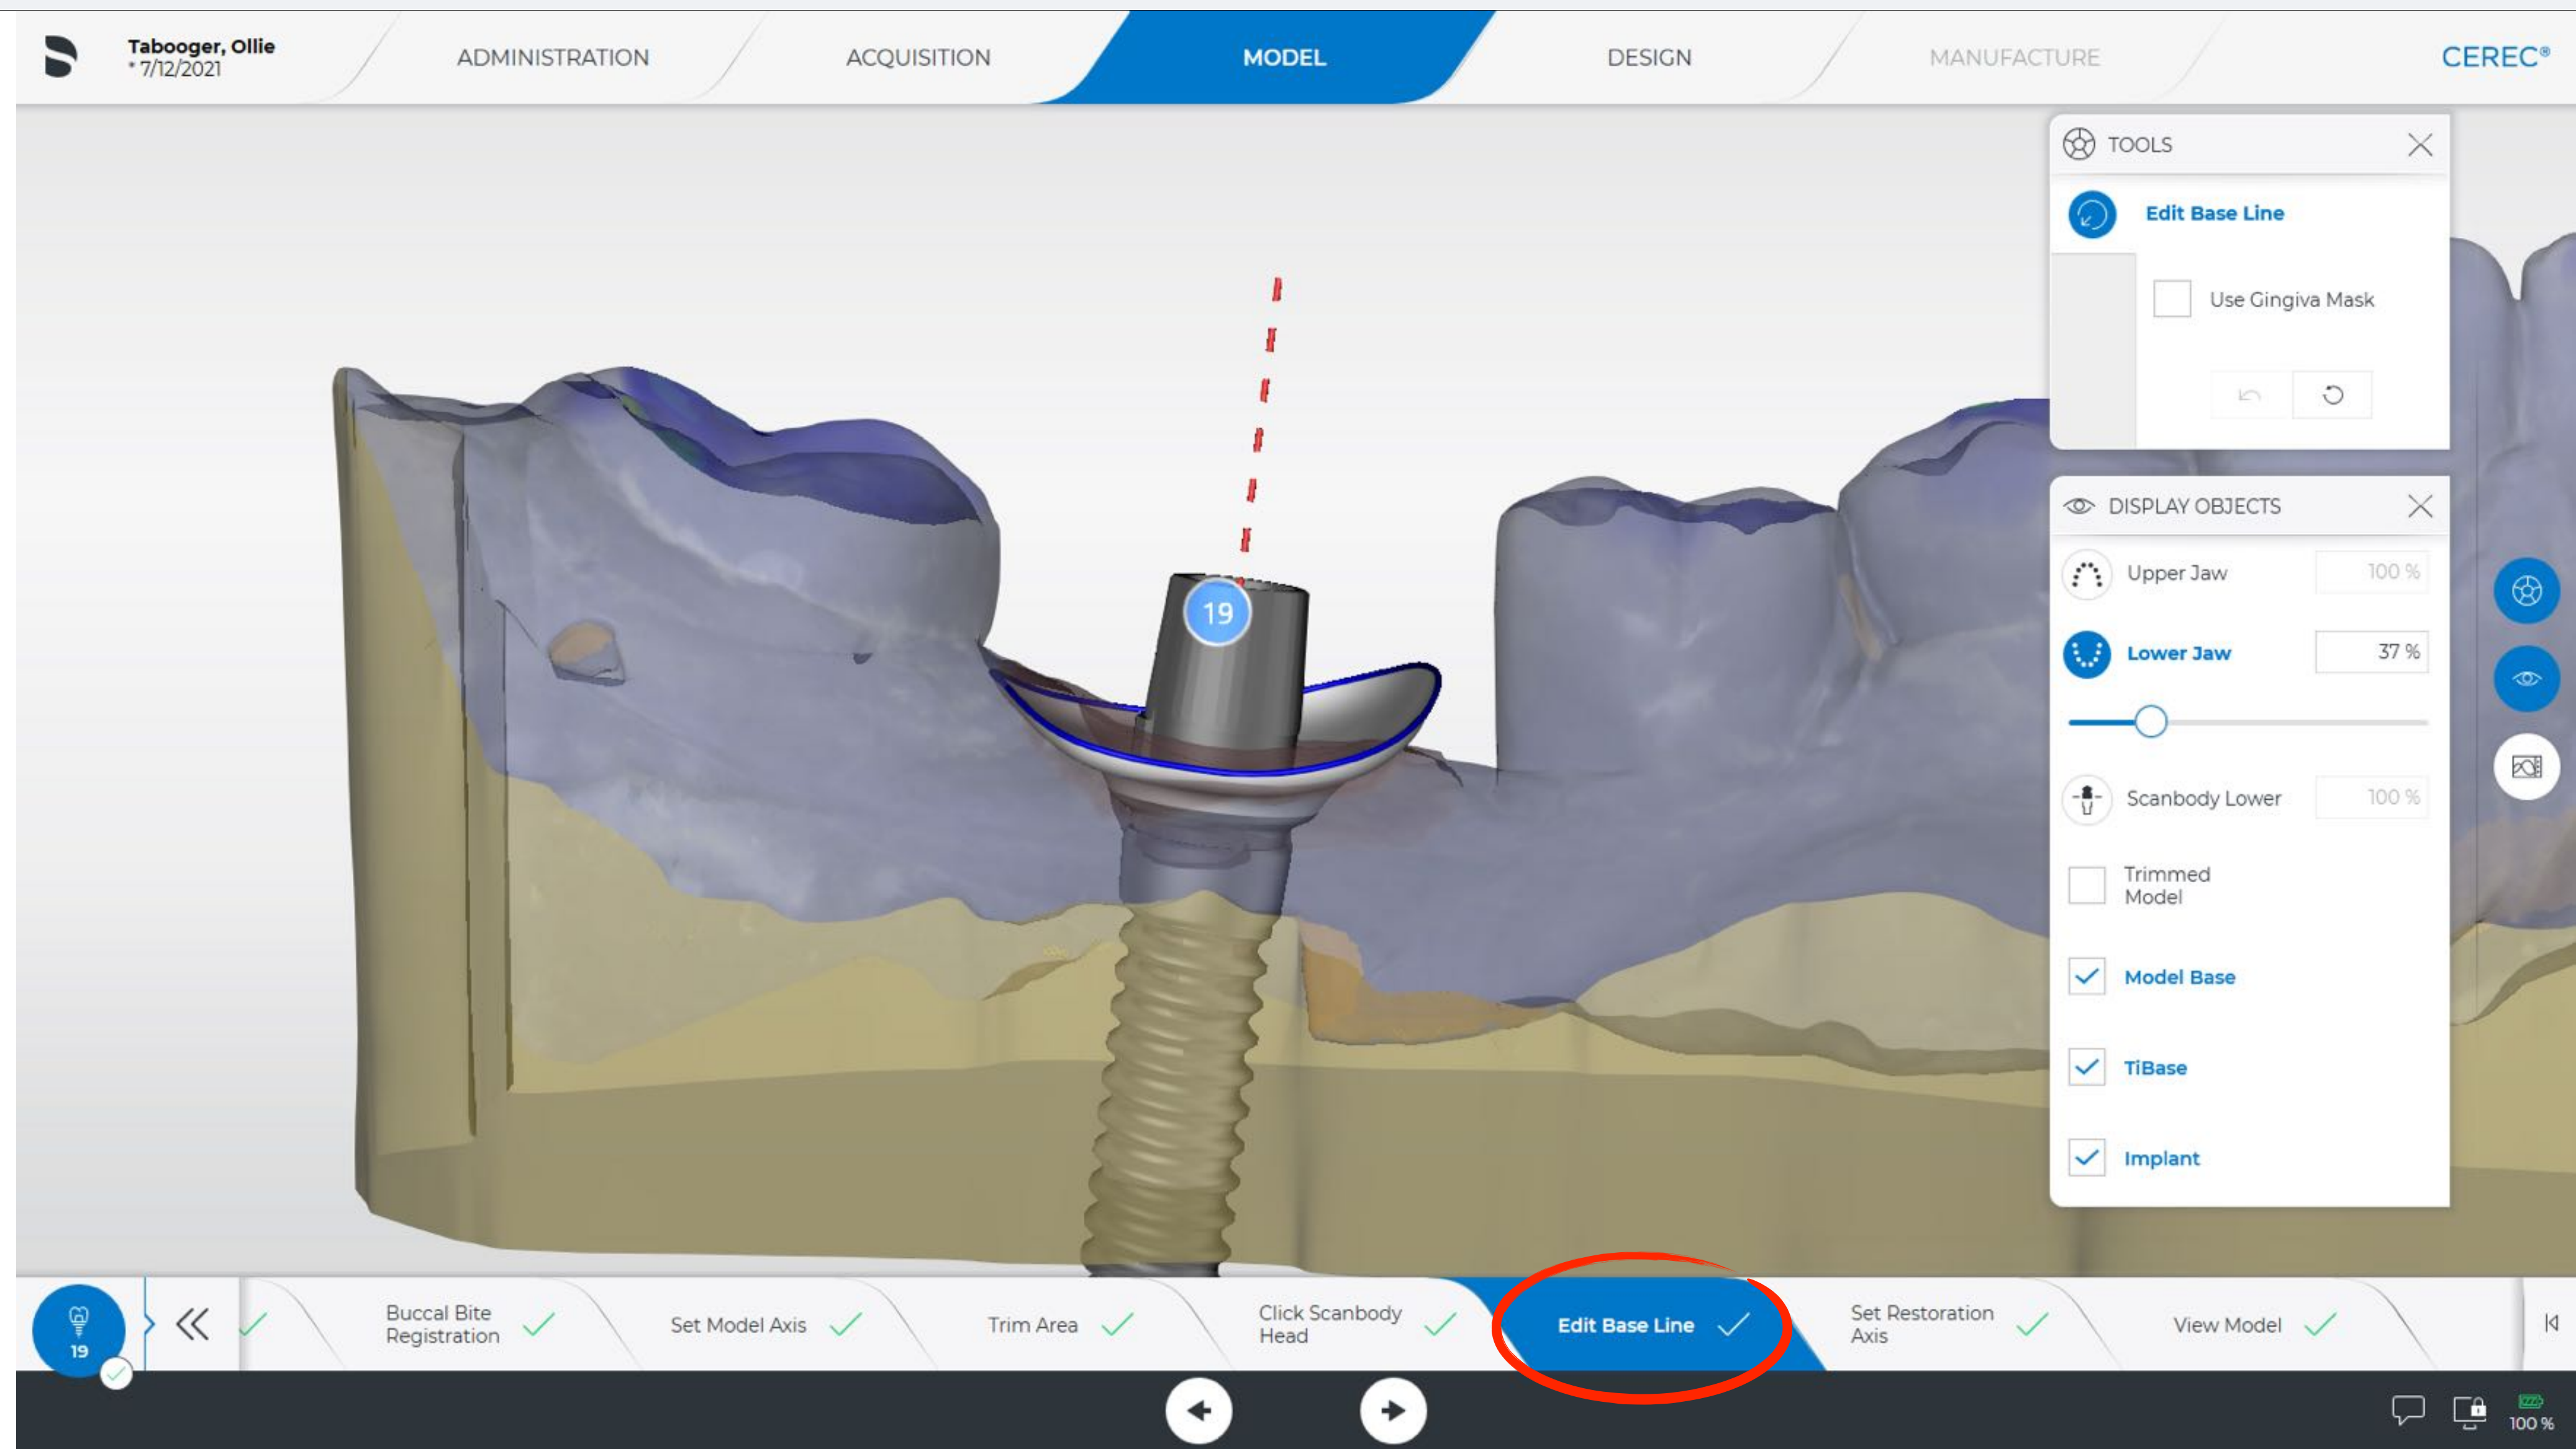 Tabooger, Ollie
* 7/12/2021
ADMINISTRATION
ACQUISITION
MODEL
DESIGN
MANUFACTURE
CEREC®
TOOLS
Edit Base Line
Use Gingiva Mask
DISPLAY OBJECTS
Upper Jaw 100 %
Lower Jaw 37 %
Scanbody Lower 100 %
Trimmed
Model
Model Base
TiBase
Implant
19
19
Buccal Bite
Registration
Set Model Axis
Trim Area
Click Scanbody
Head
Edit Base Line
Set Restoration
Axis
View Model
100 %